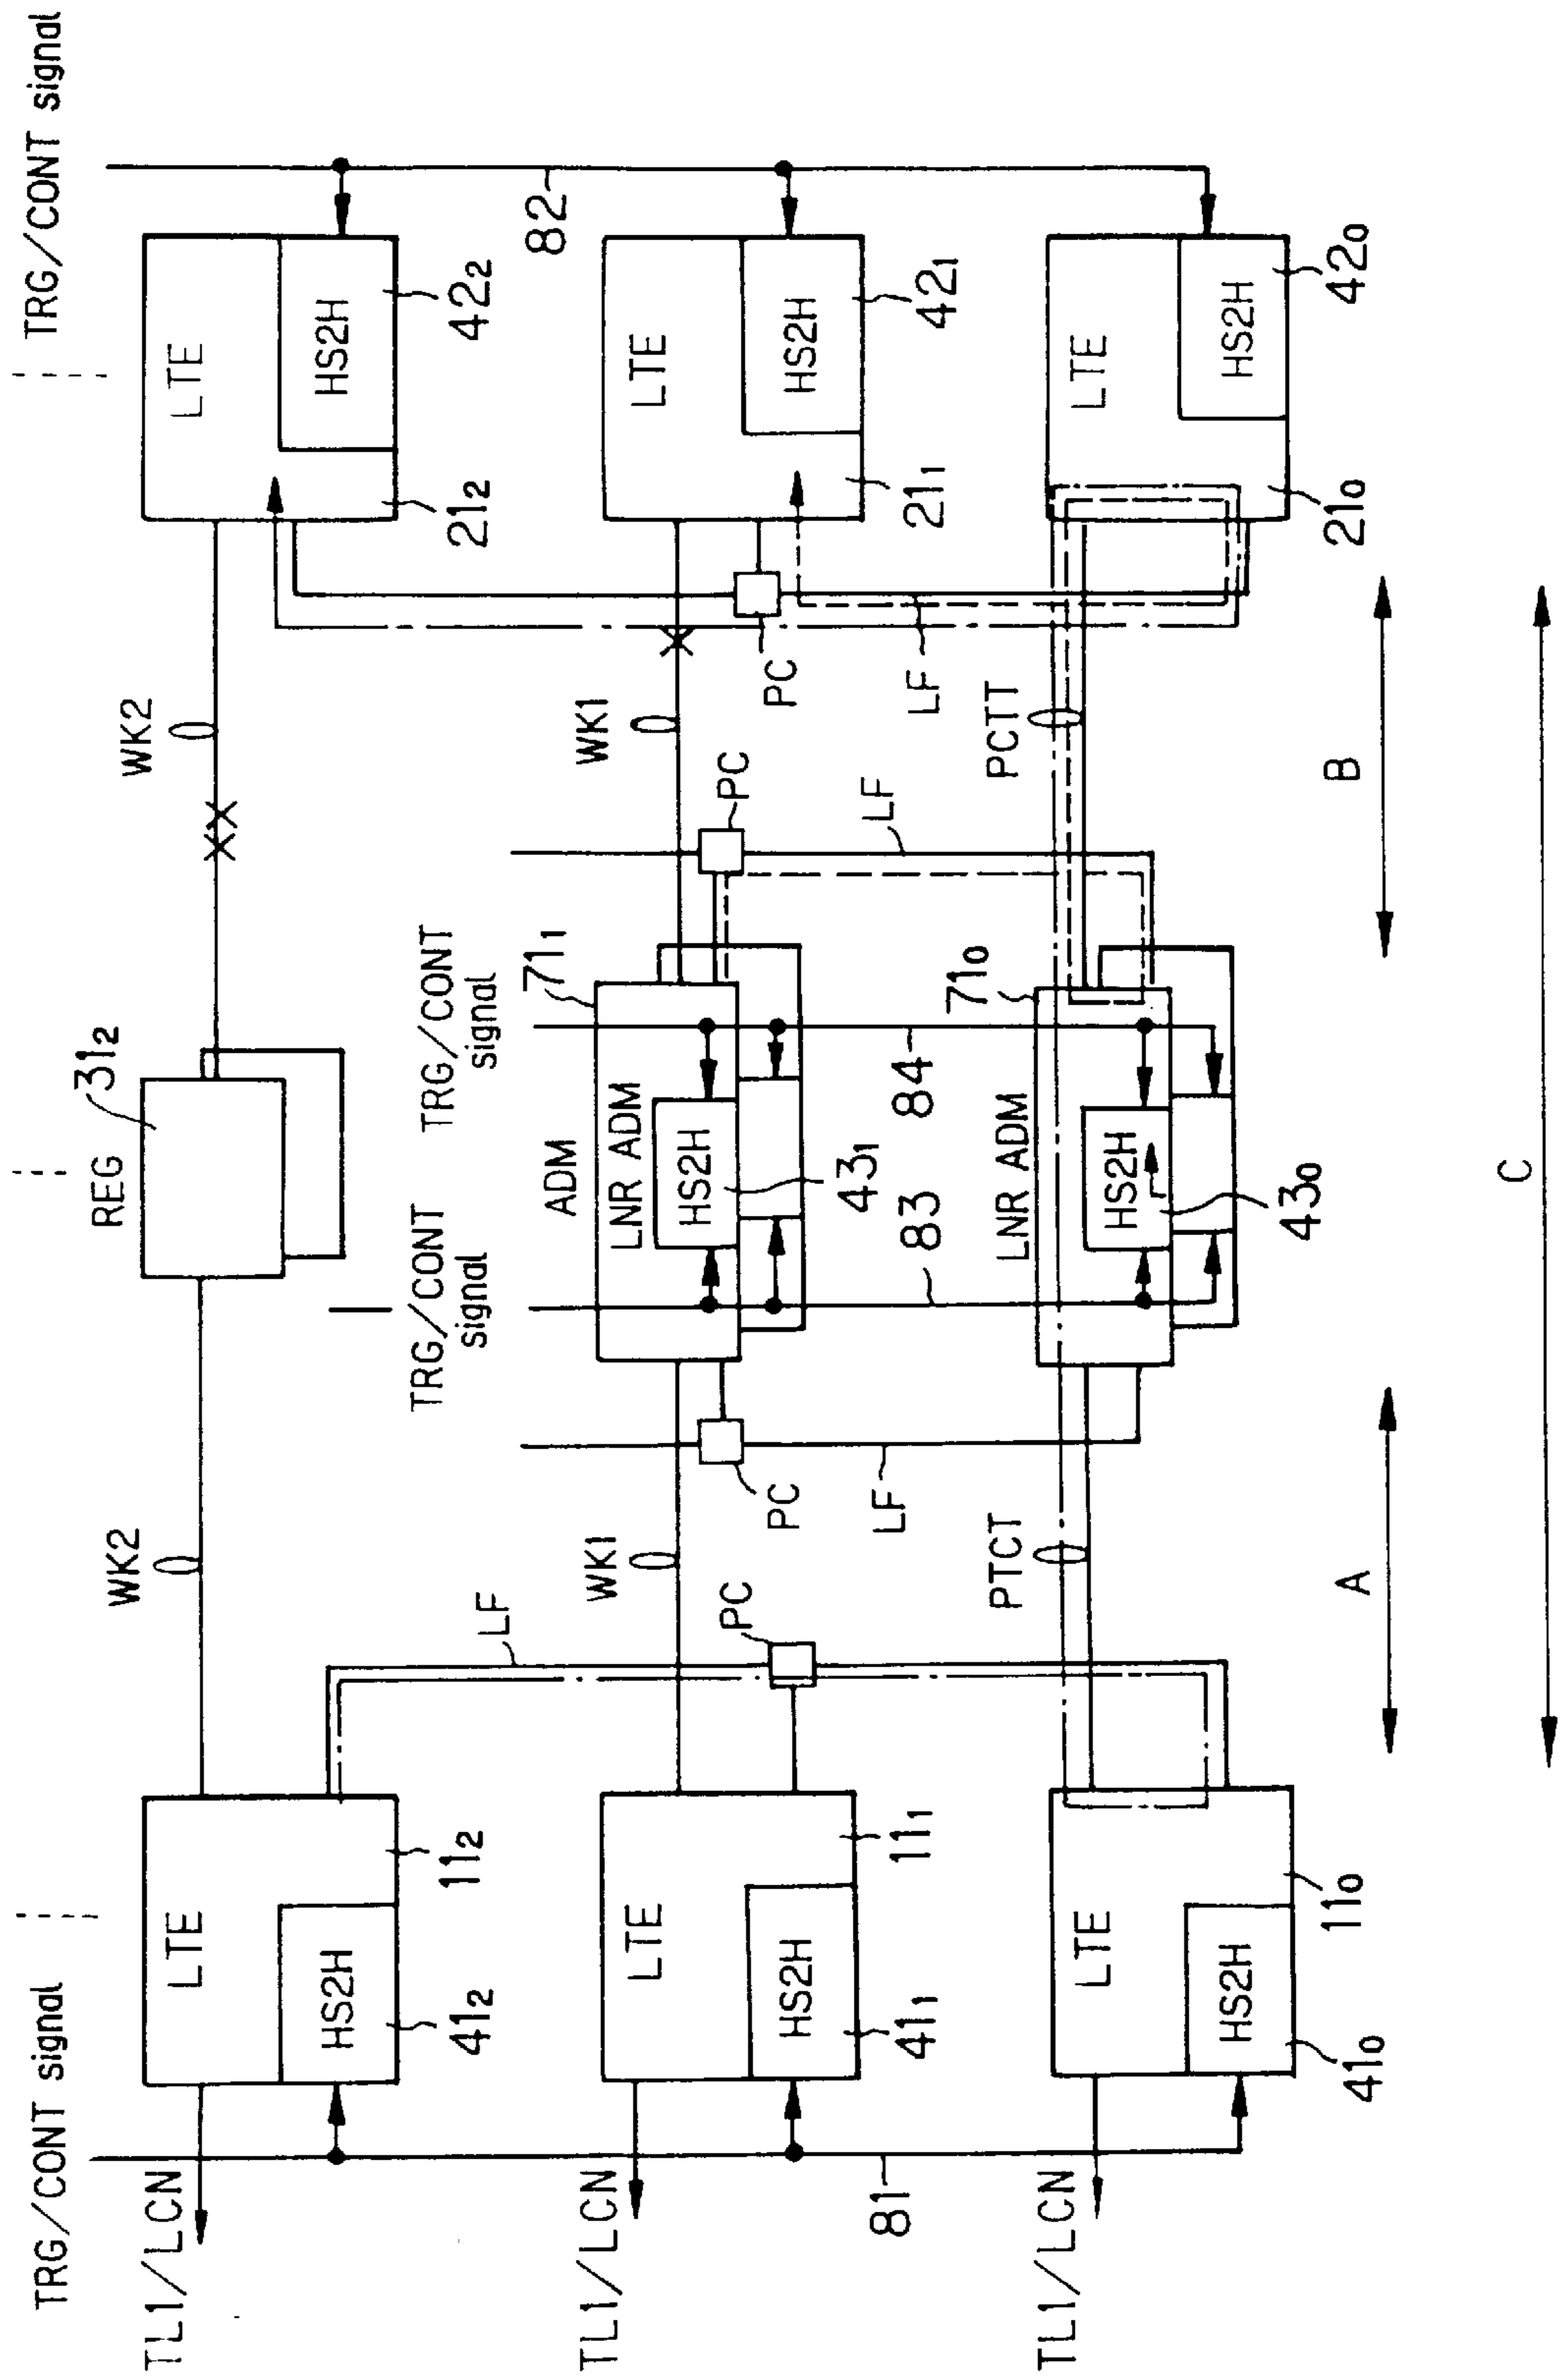 TRG/CONT signal
TRG/CONT signal
TL1/LCN
LTE
HS2H
41₂
11₂
WK2
LF
REG
31₂
WK2
LTE
HS2H
21₂
42₂
82
TRG/CONT
signal
TRG/CONT
signal
TL1/LCN
LTE
HS2H
41₁
11₁
WK1
PC
PC
LF
ADM
LNR ADM
HS2H
43₁
71₁
83
84
PC
LF
WK1
PC
LF
LTE
HS2H
21₁
42₁
81
TL1/LCN
LTE
HS2H
41₀
11₀
PTCT
LNR ADM
HS2H
43₀
71₀
PCTT
LTE
HS2H
21₀
42₀
A
B
C